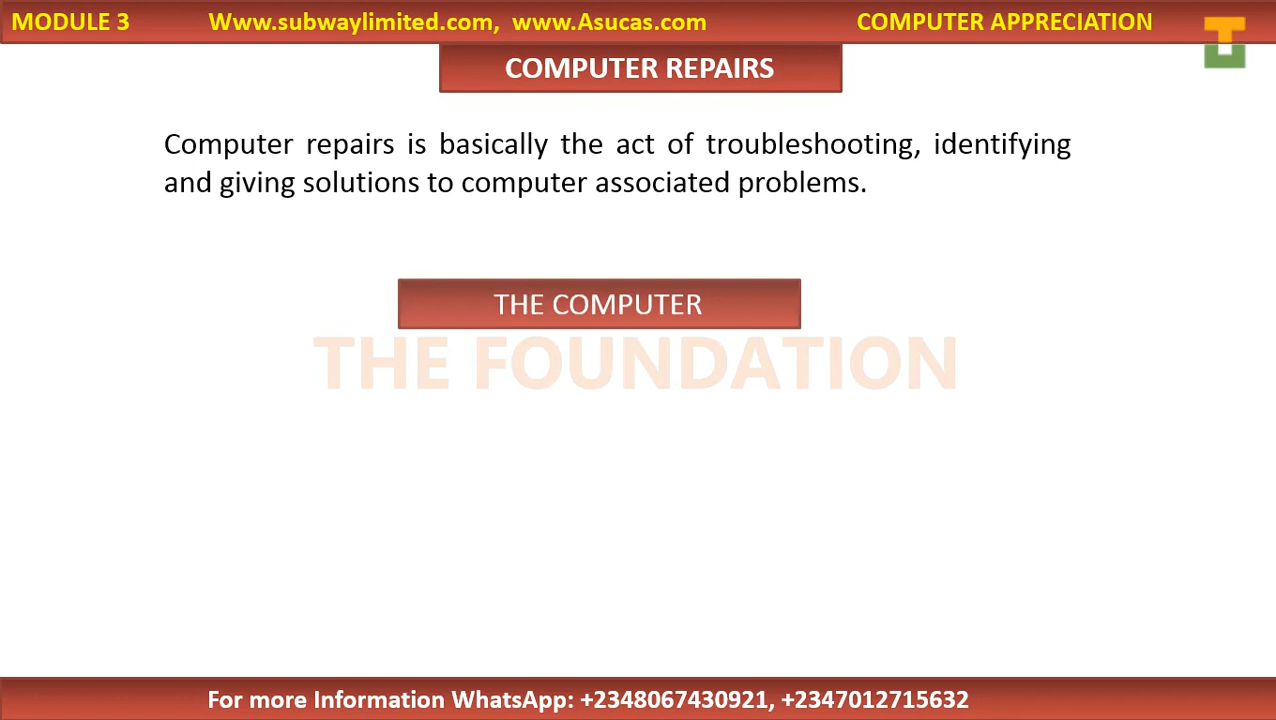 MODULE 3 Www.subwaylimited.com, www.Asucas.com COMPUTER APPRECIATION
COMPUTER REPAIRS
Computer repairs is basically the act of troubleshooting, identifying
and giving solutions to computer associated problems.
THE COMPUTER
THE FOUNDATION
For more Information WhatsApp: +2348067430921, +2347012715632